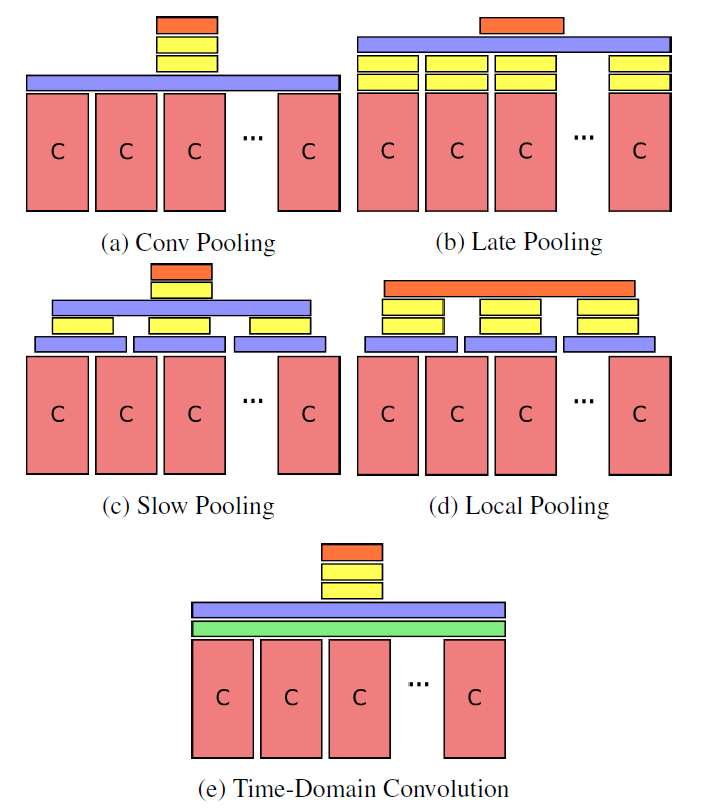 C C C ... C
C C C ... C
(a) Conv Pooling
(b) Late Pooling
C C C ... C
C C C ... C
(c) Slow Pooling
(d) Local Pooling
C C C ... C
(e) Time-Domain Convolution